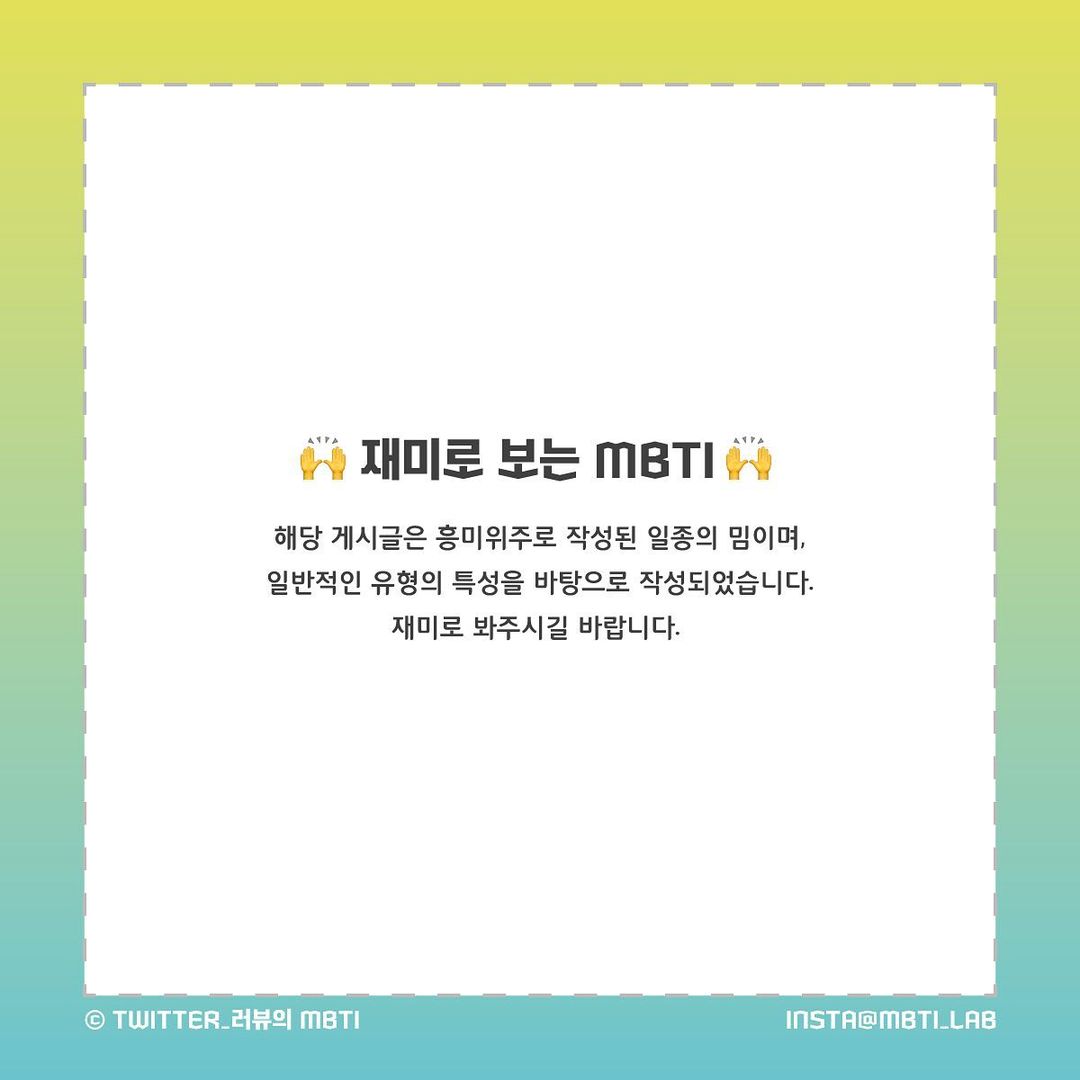 🙌 재미로 보는 MBTI 🙌
해당 게시글은 흥미위주로 작성된 일종의 밈이며,
일반적인 유형의 특성을 바탕으로 작성되었습니다.
재미로 봐주시길 바랍니다.
© TWITTER_러뷰의 MBTI
INSTA@MBTI_LAB